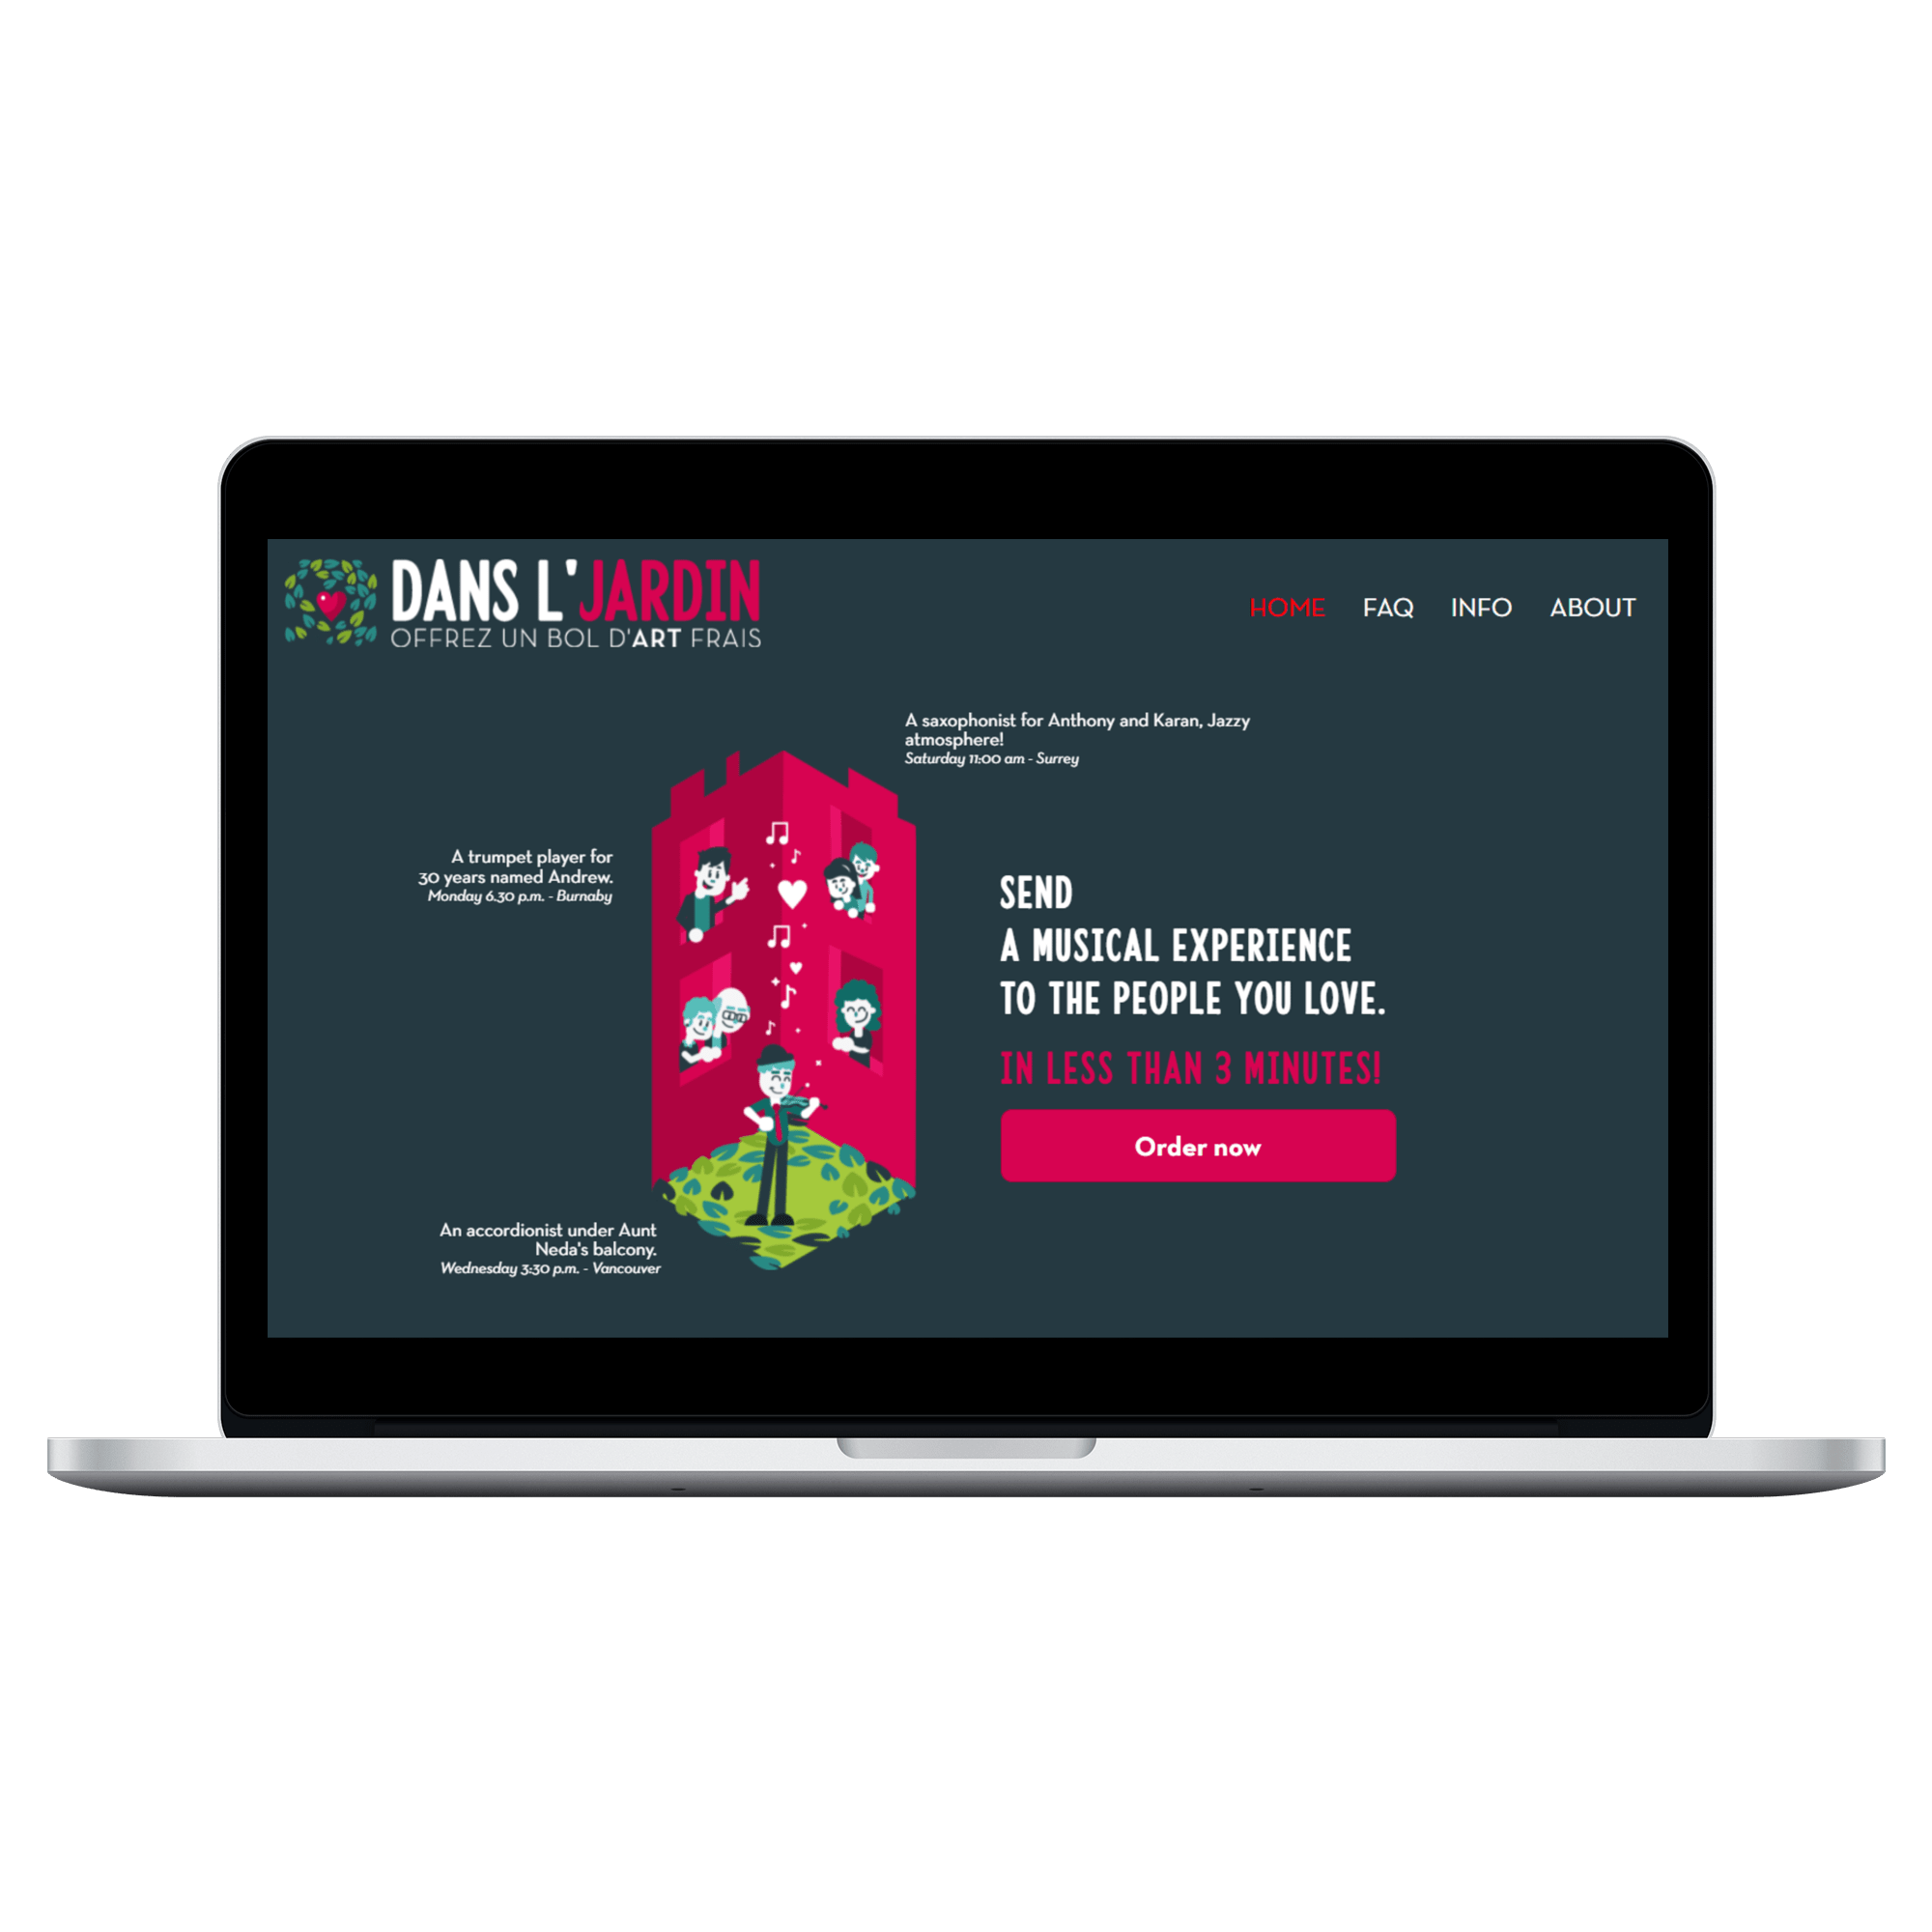 DANS L'JARDIN
OFFREZ UN BOL D'ART FRAIS
HOME FAQ INFO ABOUT
A saxophonist for Anthony and Karan, Jazzy
atmosphere!
Saturday 11:00 am - Surrey
A trumpet player for
30 years named Andrew.
Monday 6.30 p.m. - Burnaby
SEND
A MUSICAL EXPERIENCE
TO THE PEOPLE YOU LOVE.
IN LESS THAN 3 MINUTES!
Order now
An accordionist under Aunt
Neda's balcony.
Wednesday 3:30 p.m. - Vancouver